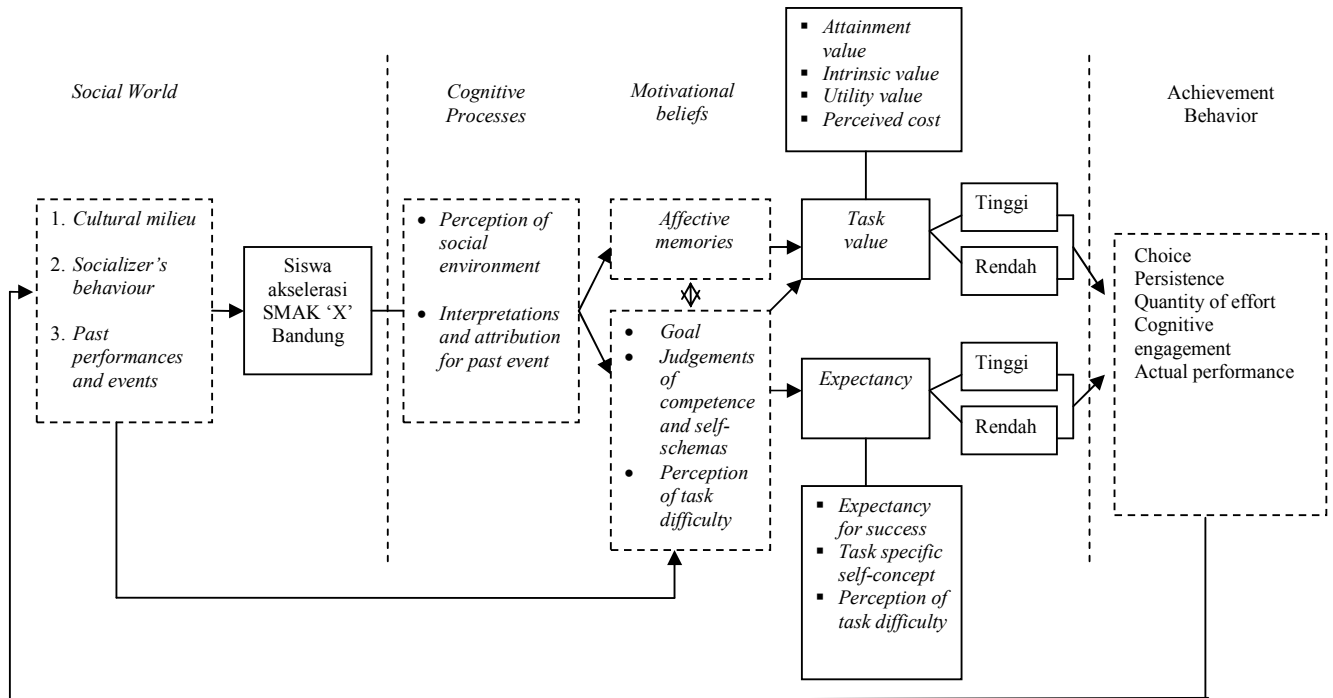 Social World
Cognitive
Processes
Motivational
beliefs
Attainment
value
Intrinsic value
Utility value
Perceived cost
Achievement
Behavior
1. Cultural milieu
2. Socializer's
behaviour
3. Past
performances
and events
Siswa
akselerasi
SMAK ‘X’
Bandung
Perception of
social
environment
Interpretations
and attribution
for past event
Affective
memories
Goal
Judgements of
competence
and self-
schemas
Perception
of task
difficulty
Task
value
Tinggi
Rendah
Expectancy
Tinggi
Rendah
Expectancy
for success
Task specific
self-concept
Perception of
task difficulty
Choice
Persistence
Quantity of effort
Cognitive
engagement
Actual performance